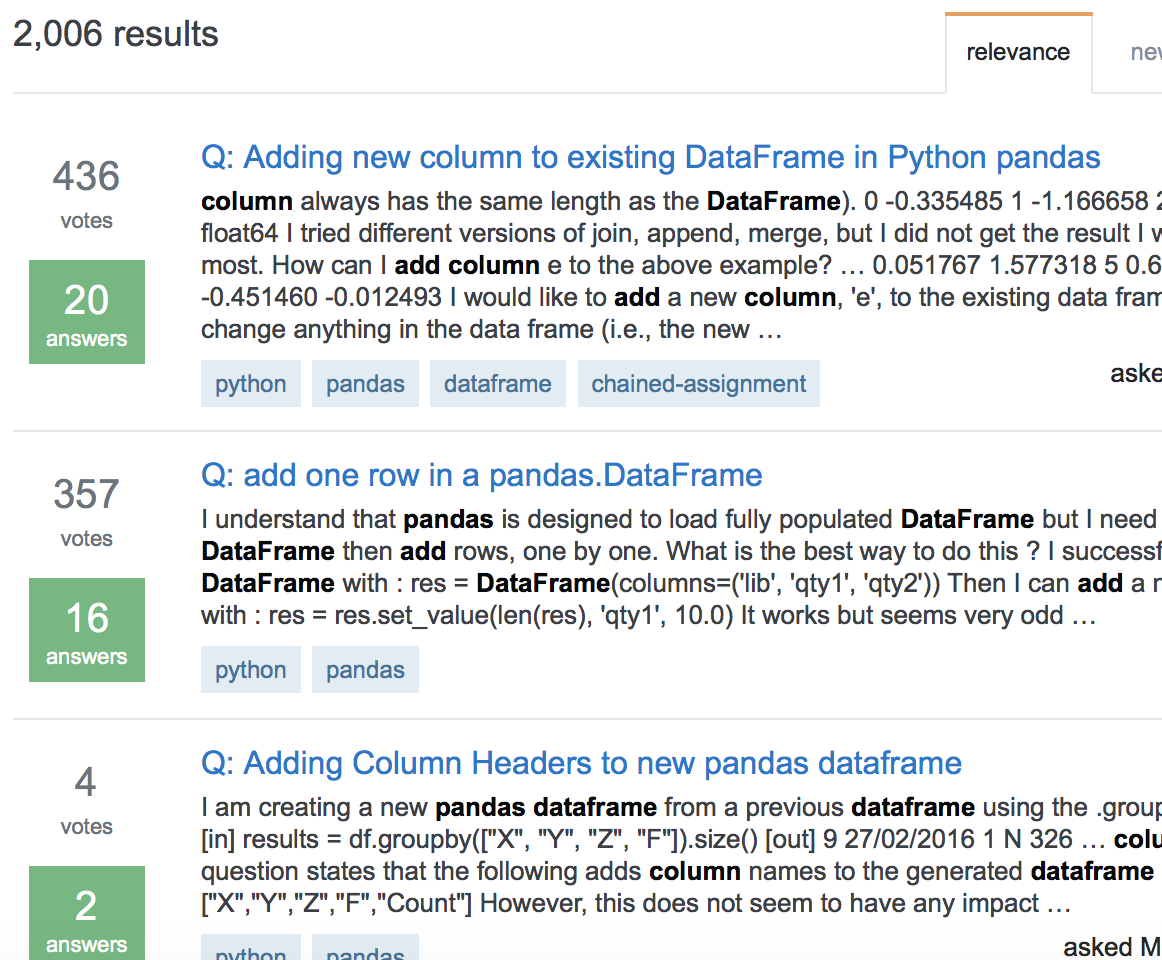 2,006 results
relevance
436
votes
20
answers
Q: Adding new column to existing DataFrame in Python pandas
column always has the same length as the DataFrame). 0 -0.335485 1 -1.166658
float64 I tried different versions of join, append, merge, but I did not get the result I
most. How can I add column e to the above example? … 0.051767 1.577318 5 0.6
-0.451460 -0.012493 I would like to add a new column, 'e', to the existing data fram
change anything in the data frame (i.e., the new …
python pandas dataframe chained-assignment
aske
357
votes
16
answers
Q: add one row in a pandas.DataFrame
I understand that pandas is designed to load fully populated DataFrame but I need
DataFrame then add rows, one by one. What is the best way to do this ? I successf
DataFrame with : res = DataFrame(columns=('lib', 'qty1', 'qty2')) Then I can add a
with : res = res.set_value(len(res), 'qty1', 10.0) It works but seems very odd …
python pandas
4
votes
2
answers
Q: Adding Column Headers to new pandas dataframe
I am creating a new pandas dataframe from a previous dataframe using the .group
[in] results = df.groupby(["X", "Y", "Z", "F"]).size() [out] 9 27/02/2016 1 N 326 … colu
question states that the following adds column names to the generated dataframe
["X","Y","Z","F","Count"] However, this does not seem to have any impact …
python pandas
asked M